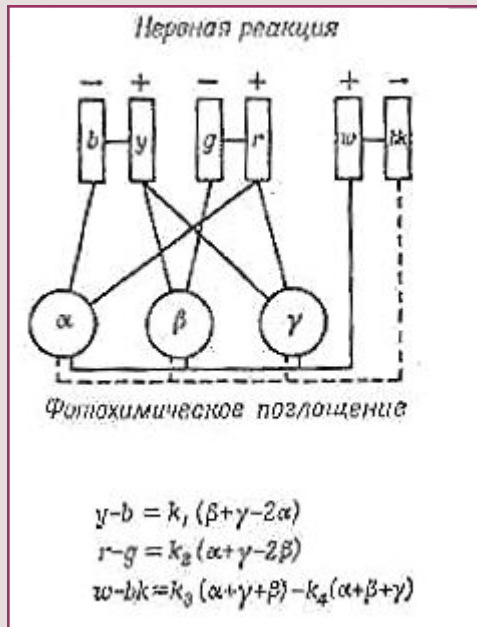 Нервная реакция
− + − + + −
b y g r w bk
α β γ
Фотохимическое поглощение
y-b = k₁ (β+γ-2α)
r-g = k₂ (α+γ-2β)
w-bk = k₃ (α+γ+β) - k₄ (α+β+γ)